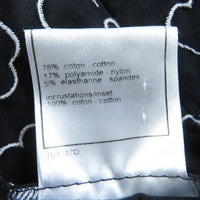 78% coton - cotton
17% polyamide - nylon
5% elasthanne spandex
incrustations/inset
100% coton - cotton